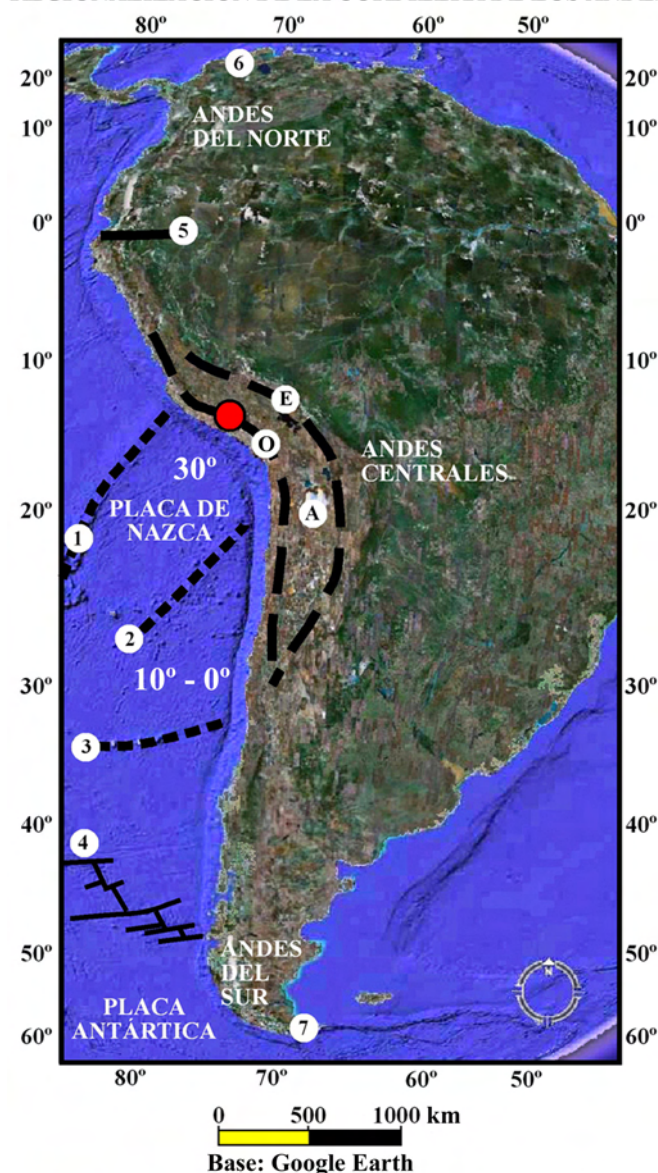 80º 70º 60º 50º
20º 6 20º
ANDES
DEL NORTE
10º 10º
0º 5 0º
10º 10º
E
O
30º ANDES
CENTRALES
PLACA DE
NAZCA
20º A 20º
1
2
10º - 0º
30º 30º
3
40º 40º
4
50º ANDES 50º
DEL
SUR
PLACA
ANTÁRTICA
N
7
60º 60º
80º 70º 60º 50º
0 500 1000 km
Base: Google Earth